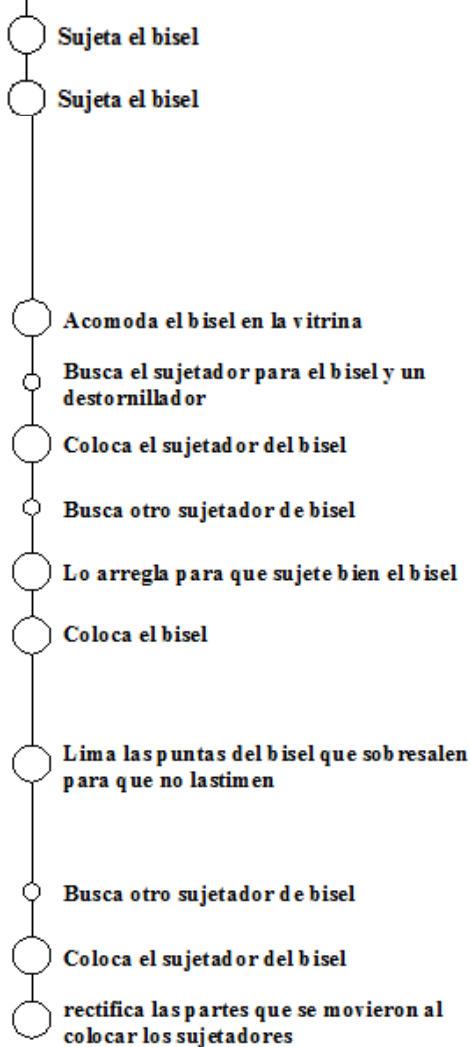 Sujeta el bisel
Sujeta el bisel
Acomoda el bisel en la vitrina
Busca el sujetador para el bisel y un
destornillador
Coloca el sujetador del bisel
Busca otro sujetador de bisel
Lo arregla para que sujete bien el bisel
Coloca el bisel
Lima las puntas del bisel que sobresalen
para que no lastimen
Busca otro sujetador de bisel
Coloca el sujetador del bisel
rectifica las partes que se movieron al
colocar los sujetadores